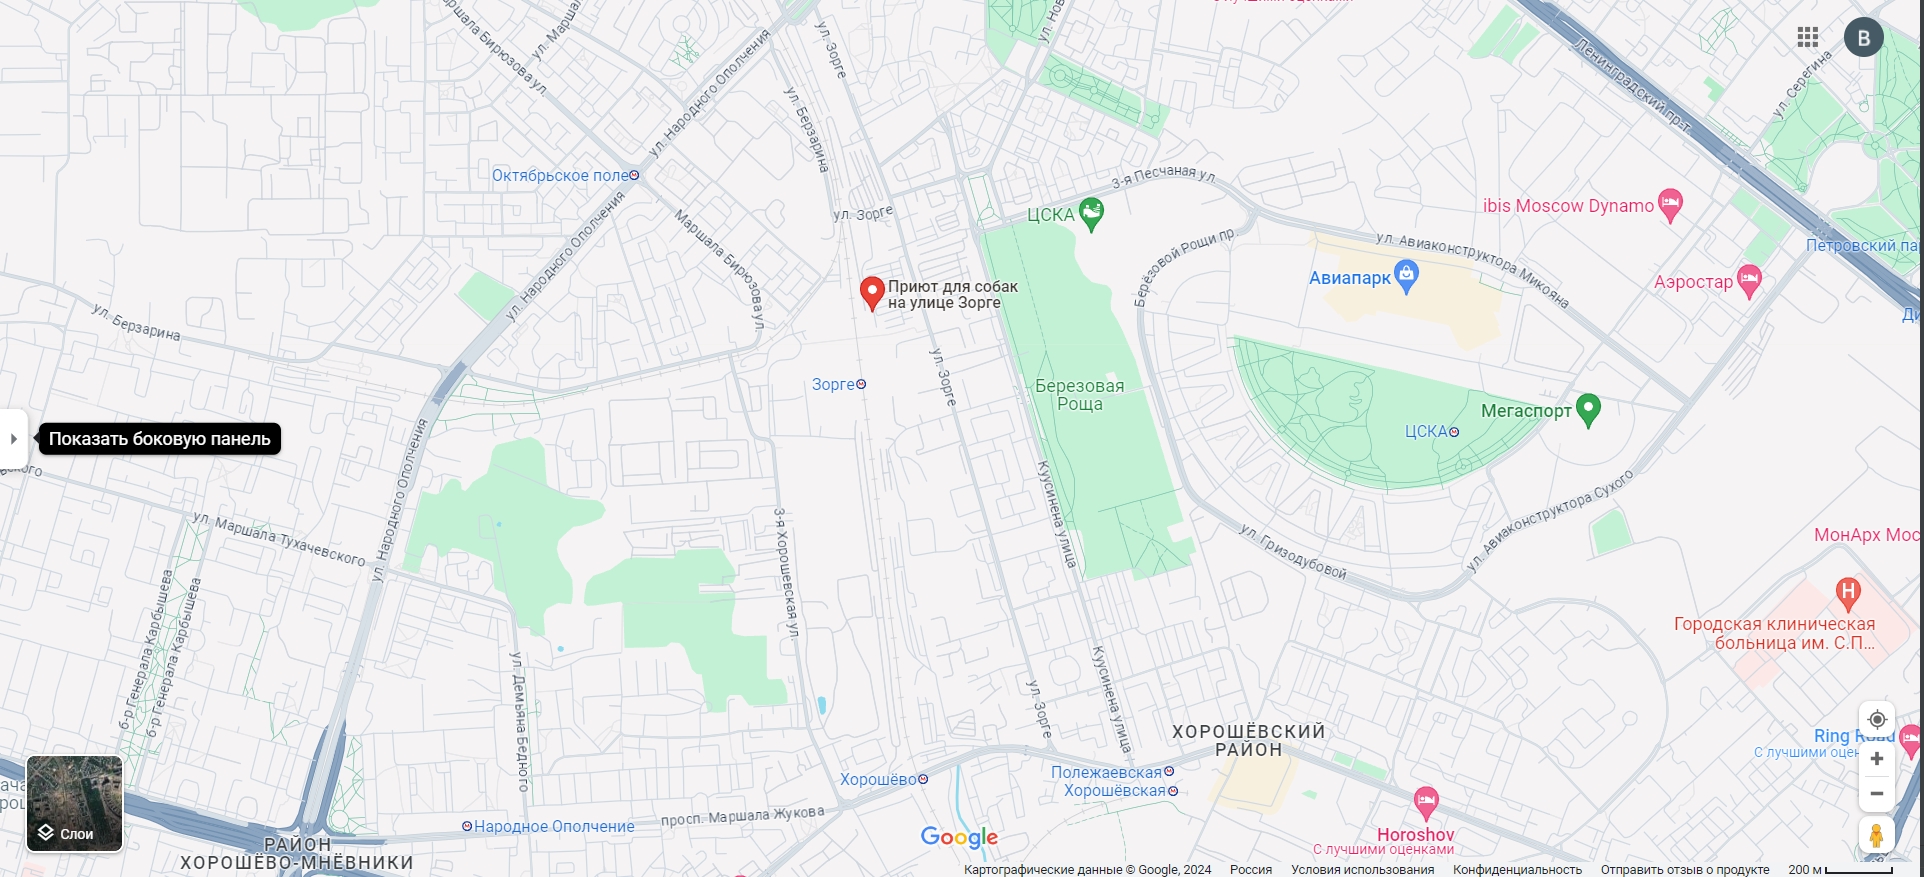 С лучшими оценками
ул. Маршал
Маршала Бирюзова ул.
ул. Народного Ополчения
ул. Зорге
ул. Нов
Ленинградский пр-т
ул. Серегина
В
ул. Берзарина
Октябрьское поле
3-я Песчаная ул.
ЦСКА
ibis Moscow Dynamo
ул. Зорге
Маршала Бирюзова ул.
ул. Народного Ополчения
Берёзовой Рощи пр.
ул. Авиаконструктора Микояна
Петровский па
Авиапарк
Аэростар
Приют для собак
на улице Зорге
Ди
ул. Берзарина
ул. Зорге
Зорге
Березовая
Роща
Мегаспорт
ЦСКА
Показать боковую панель
ул. Народного Ополчения
Куусинена улица
ул. Авиаконструктора Сухого
ул. Маршала Тухачевского
3-я Хорошевская ул.
ул. Гризодубовой
МонАрх Мос
б-р Генерала Карбышева
б-р Генерала Карбышева
Городская клиническая
больница им. С.П...
ул. Демьяна Бедного
Куусинена улица
ул. Зорге
ХОРОШЁВСКИЙ
РАЙОН
Ring Road
С лучшими оцен
Хорошёво
Полежаевская
Хорошёвская
Слои
просп. Маршала Жукова
Народное Ополчение
РАЙОН
ХОРОШЁВО-МНЁВНИКИ
Horoshov
С лучшими оценками
Google
Картографические данные © Google, 2024 Россия Условия использования Конфиденциальность Отправить отзыв о продукте 200 м